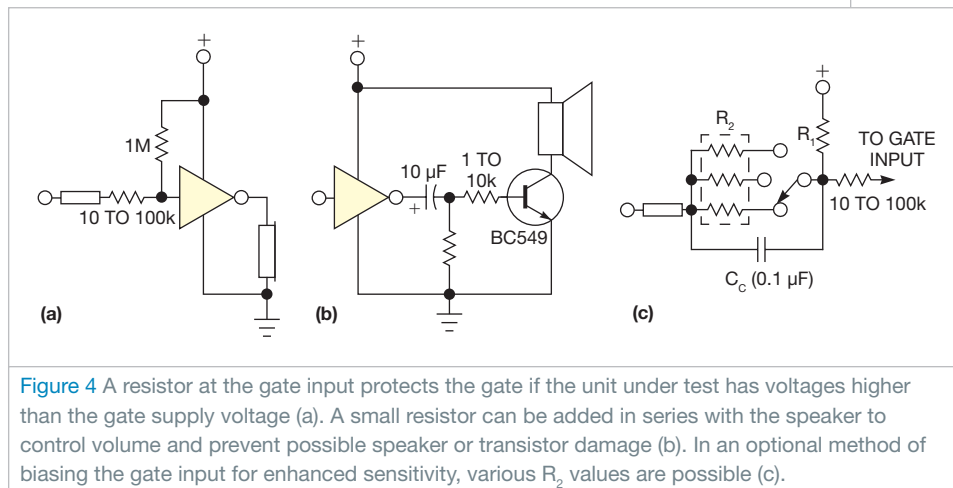 +
1M
10 TO 100k
(a)
+
10 µF
+
1 TO
10k
BC549
(b)
+
R₂
R₁
TO GATE
INPUT
10 TO 100k
C_C (0.1 µF)
(c)
Figure 4 A resistor at the gate input protects the gate if the unit under test has voltages higher
than the gate supply voltage (a). A small resistor can be added in series with the speaker to
control volume and prevent possible speaker or transistor damage (b). In an optional method of
biasing the gate input for enhanced sensitivity, various R₂ values are possible (c).